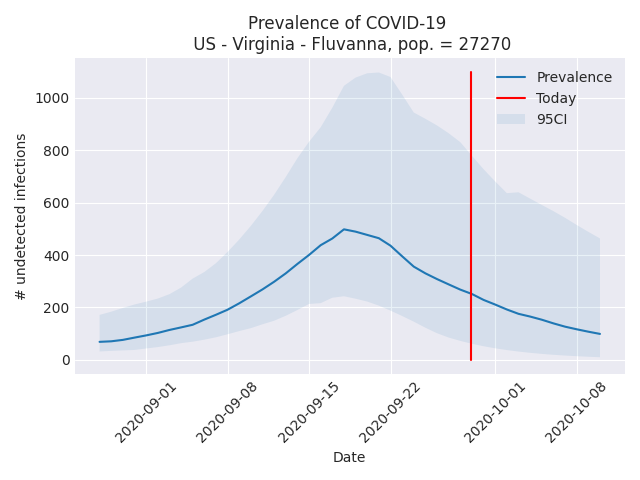 Prevalence of COVID-19
US - Virginia - Fluvanna, pop. = 27270
Prevalence
Today
95CI
# undetected infections
1000
800
600
400
200
0
2020-09-01
2020-09-08
2020-09-15
2020-09-22
2020-10-01
2020-10-08
Date